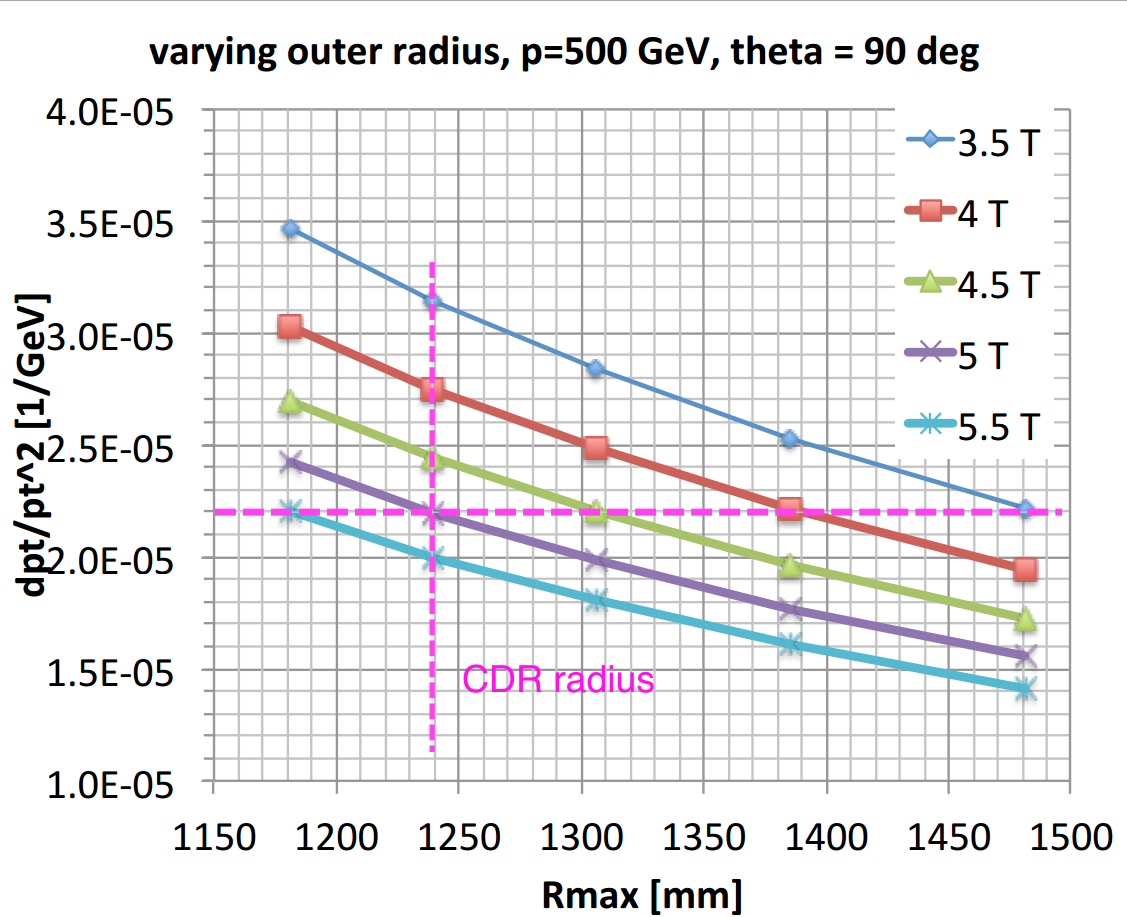 varying outer radius, p=500 GeV, theta = 90 deg
dpt/pt^2 [1/GeV]
4.0E-05
3.5E-05
3.0E-05
2.5E-05
2.0E-05
1.5E-05
1.0E-05
3.5 T
4 T
4.5 T
5 T
5.5 T
CDR radius
1150 1200 1250 1300 1350 1400 1450 1500
Rmax [mm]